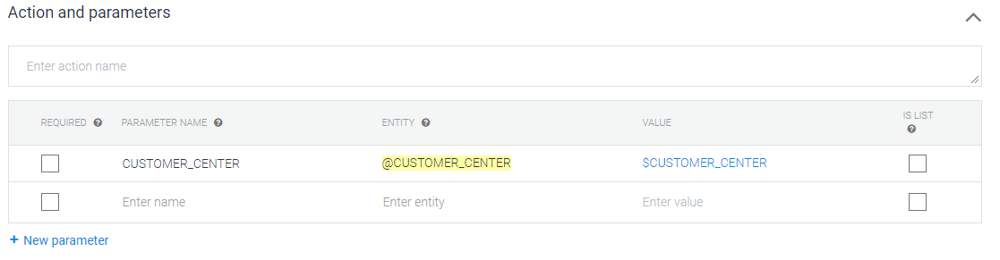 Action and parameters
Enter action name
REQUIRED PARAMETER NAME ENTITY VALUE IS LIST
CUSTOMER_CENTER @CUSTOMER_CENTER $CUSTOMER_CENTER
Enter name Enter entity Enter value
+ New parameter